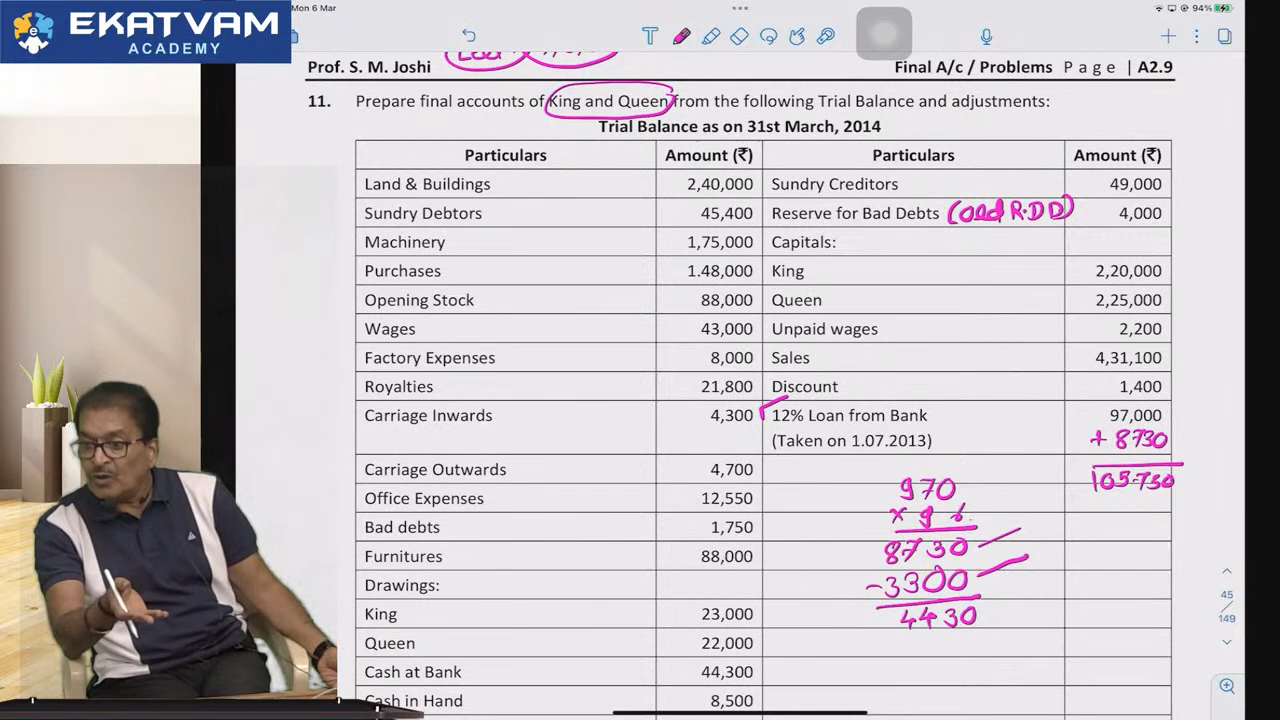 Mon 6 Mar
94%
EKATVAM
ACADEMY
Prof. S. M. Joshi
Final A/c / Problems Page | A2.9
11. Prepare final accounts of King and Queen from the following Trial Balance and adjustments:
Trial Balance as on 31st March, 2014
Particulars Amount (₹) Particulars Amount (₹)
Land & Buildings 2,40,000 Sundry Creditors 49,000
Sundry Debtors 45,400 Reserve for Bad Debts (old R.D D) 4,000
Machinery 1,75,000 Capitals:
Purchases 1.48,000 King 2,20,000
Opening Stock 88,000 Queen 2,25,000
Wages 43,000 Unpaid wages 2,200
Factory Expenses 8,000 Sales 4,31,100
Royalties 21,800 Discount 1,400
Carriage Inwards 4,300 12% Loan from Bank 97,000
(Taken on 1.07.2013) + 8730
Carriage Outwards 4,700 105730
970
Office Expenses 12,550
x 9
Bad debts 1,750
8730
Furnitures 88,000
Drawings: -3300
King 23,000 4430
Queen 22,000
Cash at Bank 44,300
Cash in Hand 8,500
45
/
149